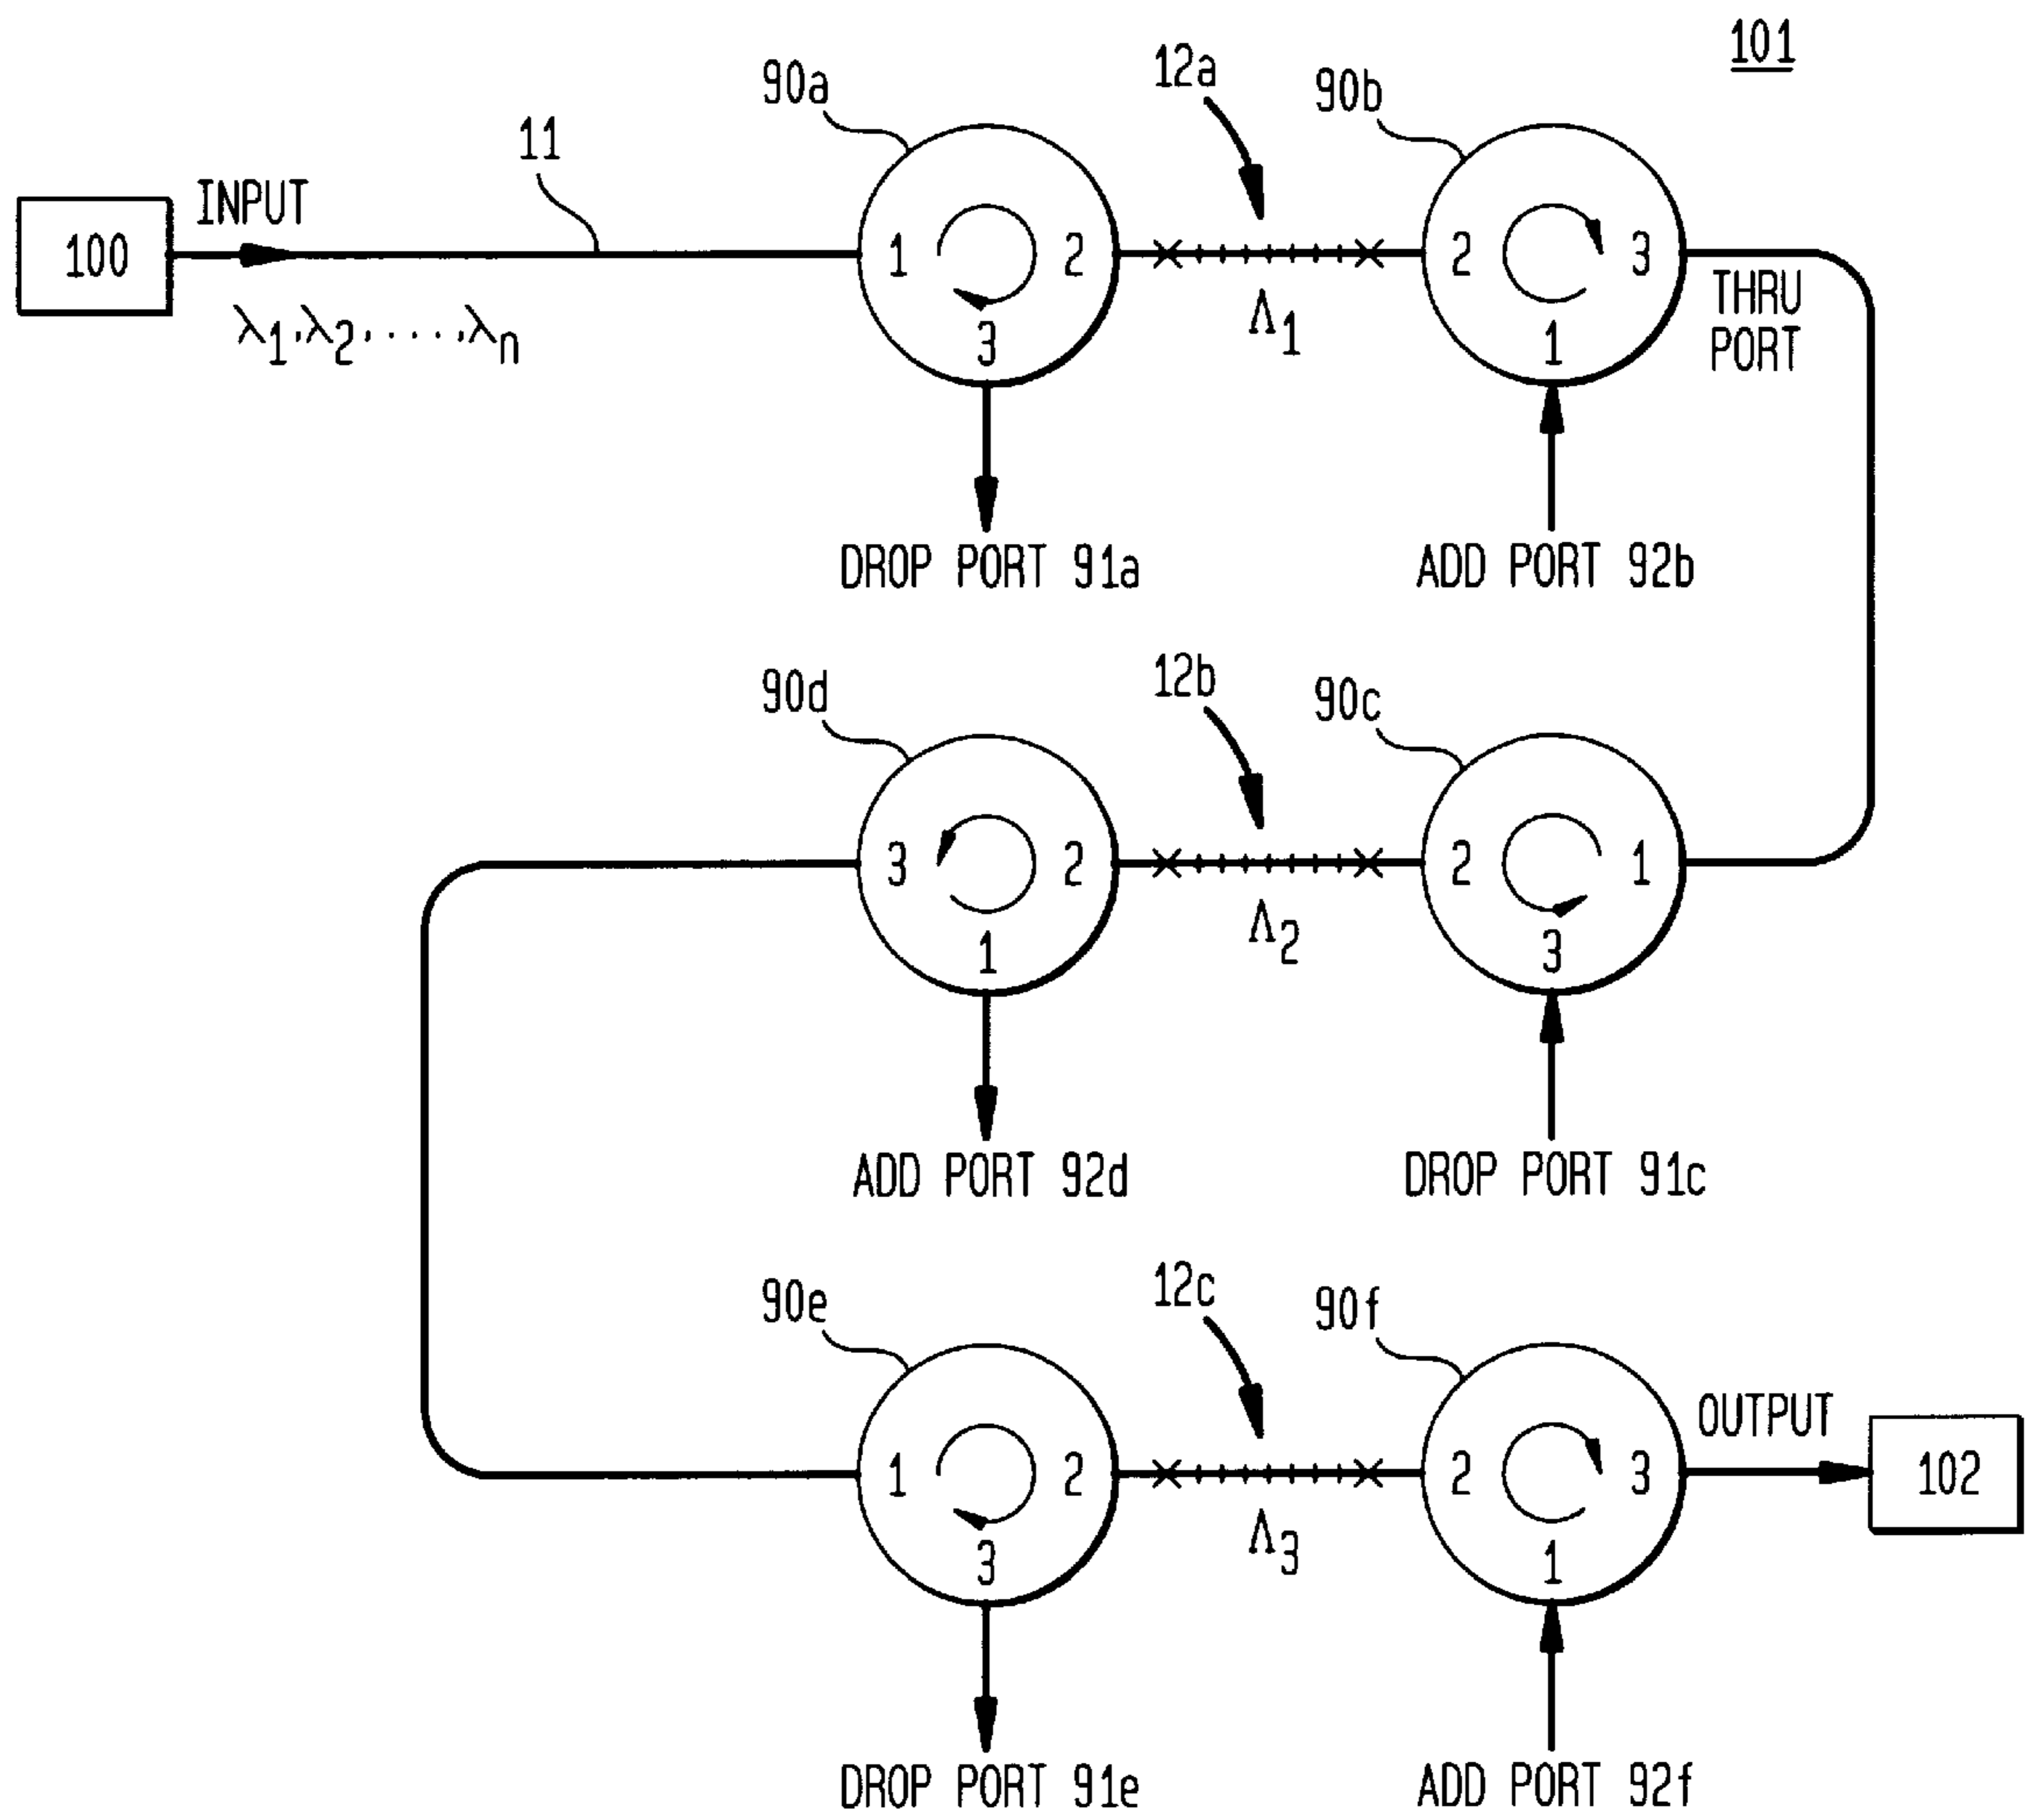 101
90a
12a
90b
11
INPUT
100
1
2
2
3
λ1,λ2,.....,λn
3
Λ1
1
THRU
PORT
DROP PORT 91a
ADD PORT 92b
90d
12b
90c
3
2
2
1
1
Λ2
3
ADD PORT 92d
DROP PORT 91c
90e
12c
90f
1
2
2
3
OUTPUT
102
3
Λ3
1
DROP PORT 91e
ADD PORT 92f